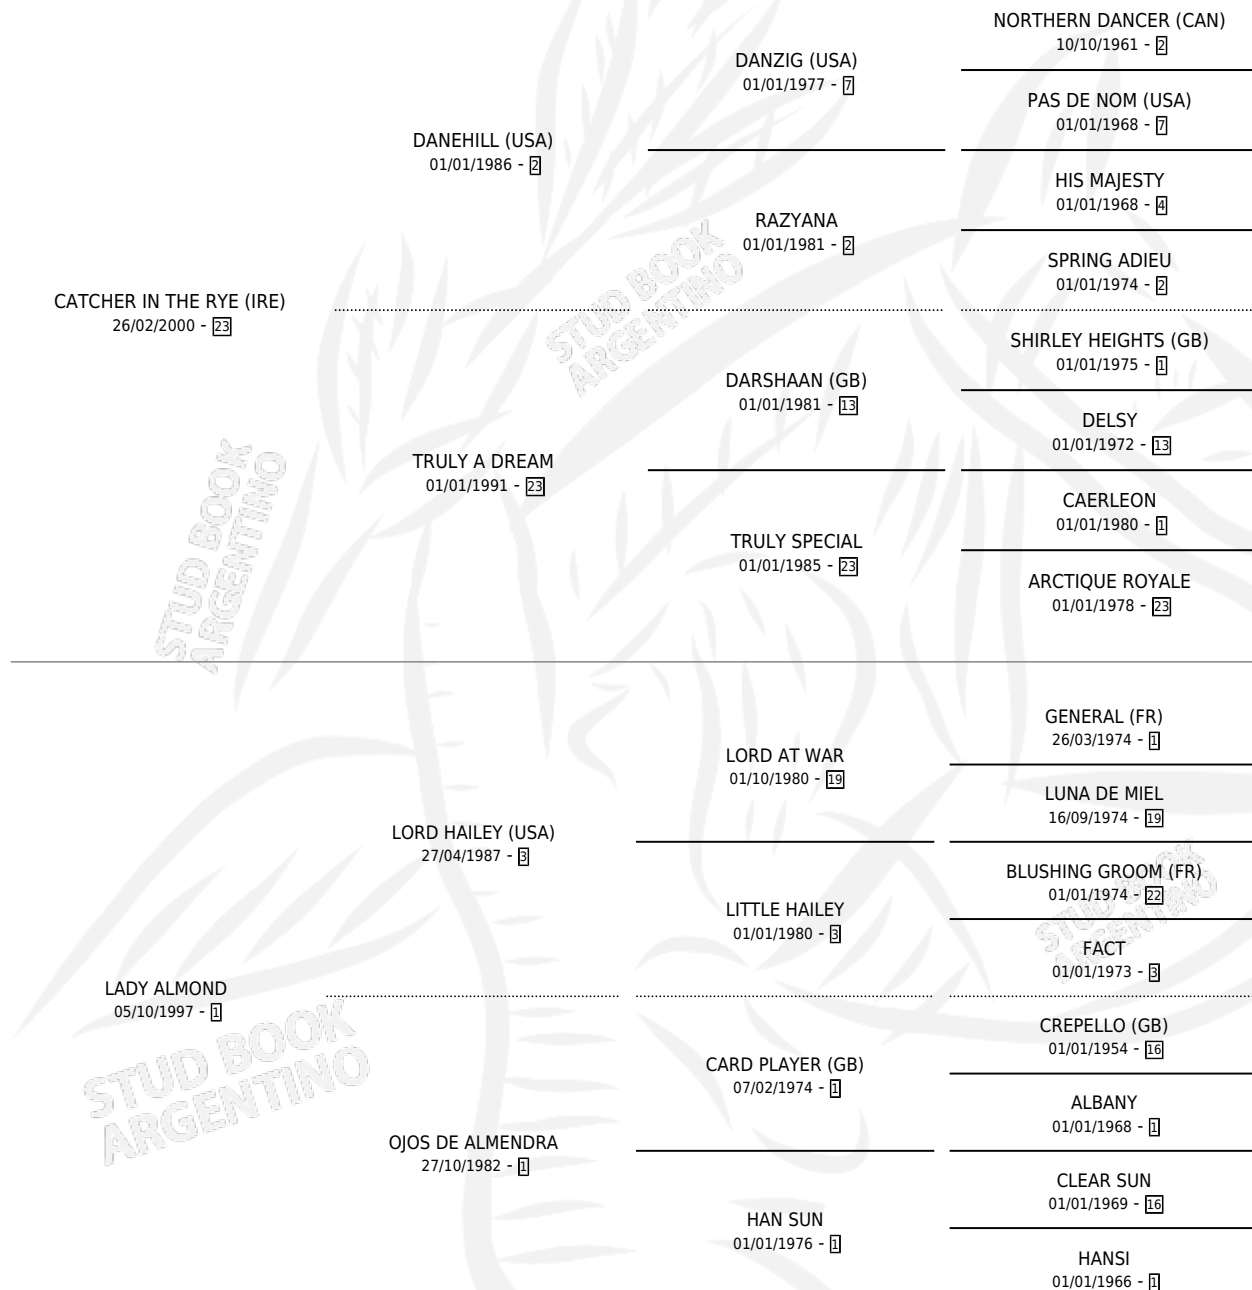 NORTHERN DANCER (CAN)
10/10/1961 - 2
DANZIG (USA)
01/01/1977 - 7
PAS DE NOM (USA)
01/01/1968 - 7
DANEHILL (USA)
01/01/1986 - 2
HIS MAJESTY
01/01/1968 - 4
RAZYANA
01/01/1981 - 2
SPRING ADIEU
01/01/1974 - 2
CATCHER IN THE RYE (IRE)
26/02/2000 - 23
STUD BOOK
ARGENTINO
SHIRLEY HEIGHTS (GB)
01/01/1975 - 1
DARSHAAN (GB)
01/01/1981 - 13
DELSY
01/01/1972 - 13
TRULY A DREAM
01/01/1991 - 23
CAERLEON
01/01/1980 - 1
TRULY SPECIAL
01/01/1985 - 23
ARCTIQUE ROYALE
01/01/1978 - 23
STUD BOOK
ARGENTINO
GENERAL (FR)
26/03/1974 - 1
LORD AT WAR
01/10/1980 - 19
LUNA DE MIEL
16/09/1974 - 19
LORD HAILEY (USA)
27/04/1987 - 3
BLUSHING GROOM (FR)
01/01/1974 - 22
STUD BOOK
ARGENTINO
LITTLE HAILEY
01/01/1980 - 3
FACT
01/01/1973 - 3
LADY ALMOND
05/10/1997 - 1
STUD BOOK
ARGENTINO
CREPELLO (GB)
01/01/1954 - 16
CARD PLAYER (GB)
07/02/1974 - 1
ALBANY
01/01/1968 - 1
OJOS DE ALMENDRA
27/10/1982 - 1
CLEAR SUN
01/01/1969 - 16
HAN SUN
01/01/1976 - 1
HANSI
01/01/1966 - 1